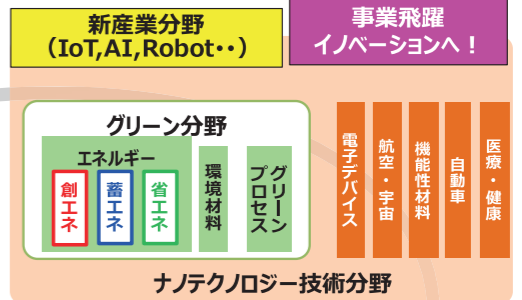 新産業分野
（IoT,AI,Robot・・）
事業飛躍
イノベーションへ！
グリーン分野
エネルギー
創エネ
蓄エネ
省エネ
環境材料
グリーン
プロセス
電子デバイス
航空・宇宙
機能性材料
自動車
医療・健康
ナノテクノロジー技術分野